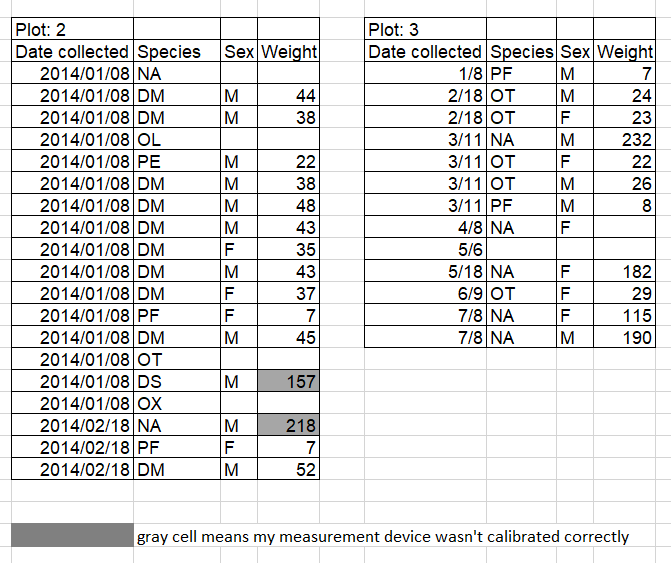 Plot: 2
Date collected Species Sex Weight
2014/01/08 NA
2014/01/08 DM M 44
2014/01/08 DM M 38
2014/01/08 OL
2014/01/08 PE M 22
2014/01/08 DM M 38
2014/01/08 DM M 48
2014/01/08 DM M 43
2014/01/08 DM F 35
2014/01/08 DM M 43
2014/01/08 DM F 37
2014/01/08 PF F 7
2014/01/08 DM M 45
2014/01/08 OT
2014/01/08 DS M 157
2014/01/08 OX
2014/02/18 NA M 218
2014/02/18 PF F 7
2014/02/18 DM M 52
Plot: 3
Date collected Species Sex Weight
1/8 PF M 7
2/18 OT M 24
2/18 OT F 23
3/11 NA M 232
3/11 OT F 22
3/11 OT M 26
3/11 PF M 8
4/8 NA F
5/6
5/18 NA F 182
6/9 OT F 29
7/8 NA F 115
7/8 NA M 190
gray cell means my measurement device wasn't calibrated correctly